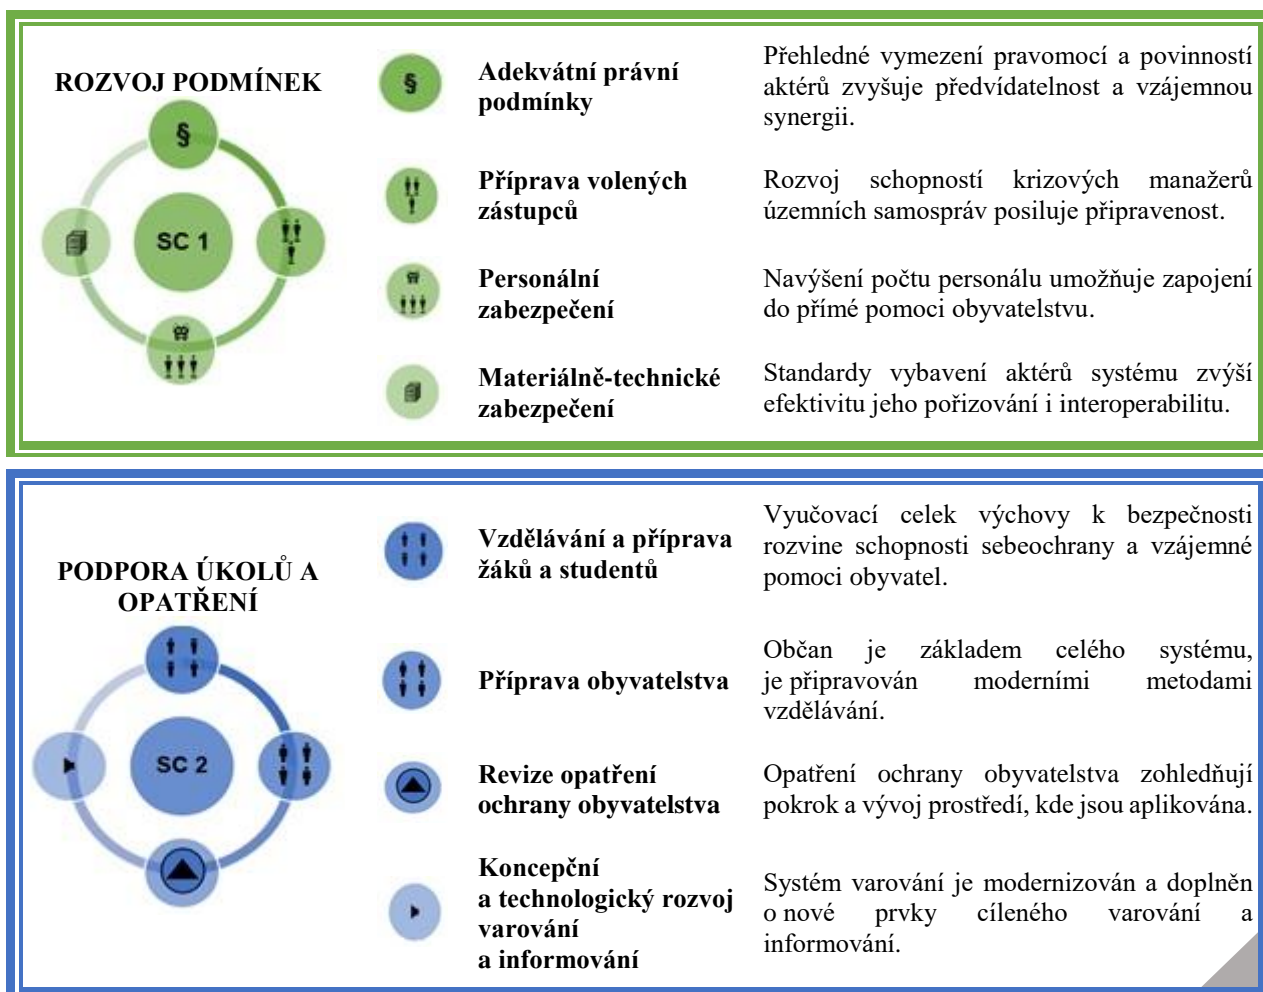 ROZVOJ PODMÍNEK
§
SC 1
§
Adekvátní právní
podmínky
Přehledné vymezení pravomocí a povinností
aktérů zvyšuje předvídatelnost a vzájemnou
synergii.
Příprava volených
zástupců
Rozvoj schopností krizových manažerů
územních samospráv posiluje připravenost.
Personální
zabezpečení
Navýšení počtu personálu umožňuje zapojení
do přímé pomoci obyvatelstvu.
Materiálně-technické
zabezpečení
Standardy vybavení aktérů systému zvýší
efektivitu jeho pořizování i interoperabilitu.
PODPORA ÚKOLŮ A
OPATŘENÍ
SC 2
Vzdělávání a příprava
žáků a studentů
Vyučovací celek výchovy k bezpečnosti
rozvine schopnosti sebeochrany a vzájemné
pomoci obyvatel.
Příprava obyvatelstva
Občan je základem celého systému,
je připravován moderními metodami
vzdělávání.
Revize opatření
ochrany obyvatelstva
Opatření ochrany obyvatelstva zohledňují
pokrok a vývoj prostředí, kde jsou aplikována.
Koncepční
a technologický rozvoj
varování
a informování
Systém varování je modernizován a doplněn
o nové prvky cíleného varování a
informování.